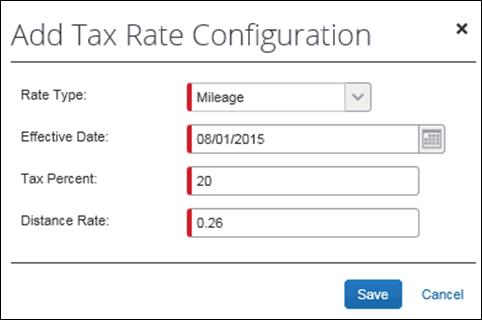 Add Tax Rate Configuration
Rate Type: Mileage
Effective Date: 08/01/2015
Tax Percent: 20
Distance Rate: 0.26
Save Cancel